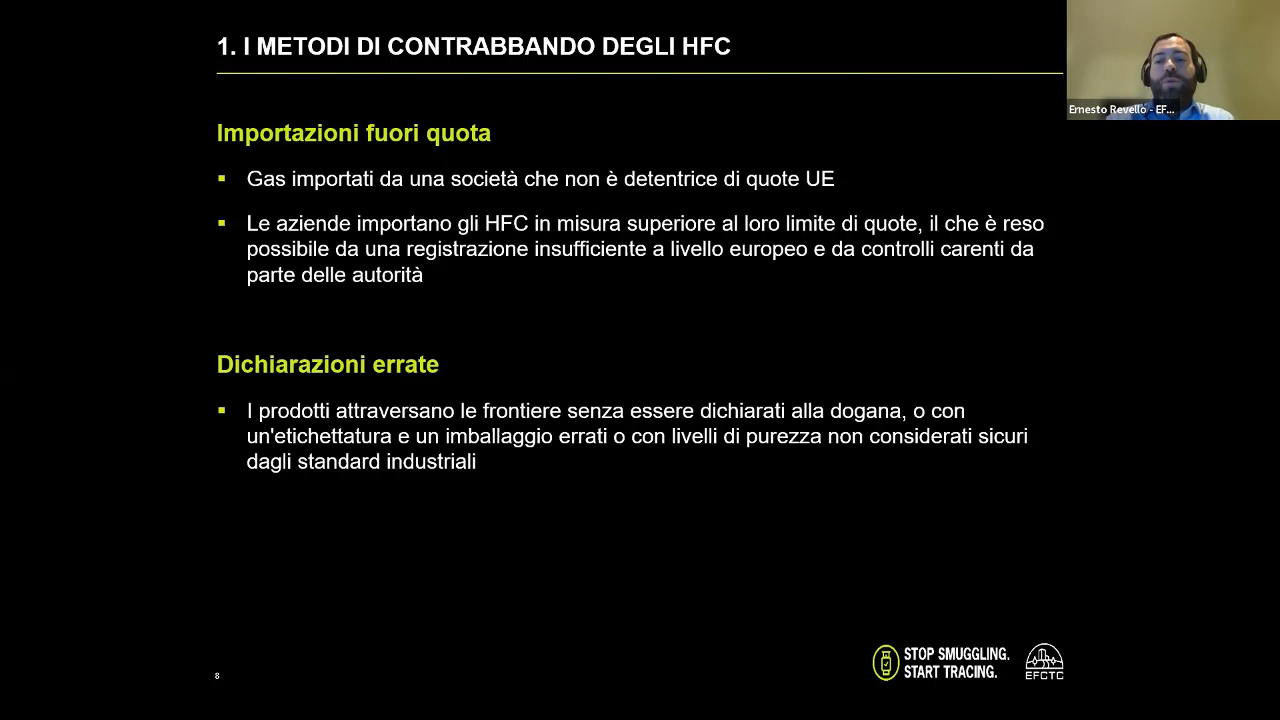 1. I METODI DI CONTRABBANDO DEGLI HFC
Ernesto Revello - EF...
Importazioni fuori quota
Gas importati da una società che non è detentrice di quote UE
Le aziende importano gli HFC in misura superiore al loro limite di quote, il che è reso
possibile da una registrazione insufficiente a livello europeo e da controlli carenti da
parte delle autorità
Dichiarazioni errate
I prodotti attraversano le frontiere senza essere dichiarati alla dogana, o con
un'etichettatura e un imballaggio errati o con livelli di purezza non considerati sicuri
dagli standard industriali
8
STOP SMUGGLING.
START TRACING.
EFCTC